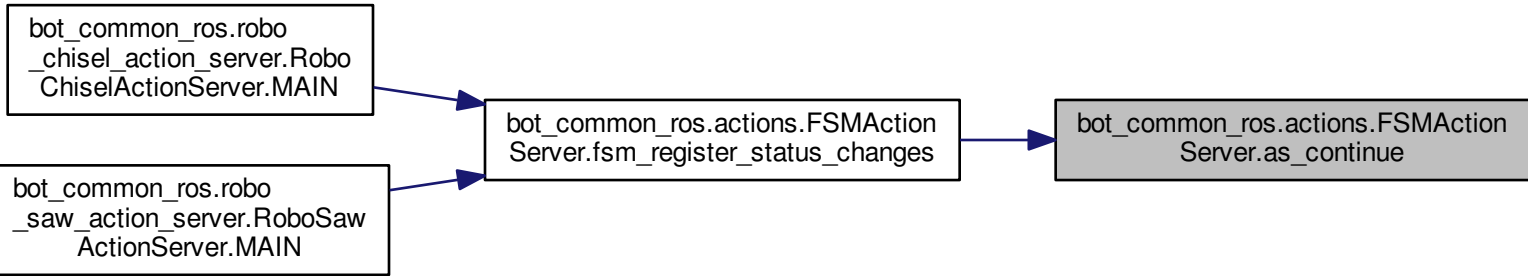 bot_common_ros.robo
_chisel_action_server.Robo
ChiselActionServer.MAIN
bot_common_ros.actions.FSMAction
Server.fsm_register_status_changes
bot_common_ros.actions.FSMAction
Server.as_continue
bot_common_ros.robo
_saw_action_server.RoboSaw
ActionServer.MAIN